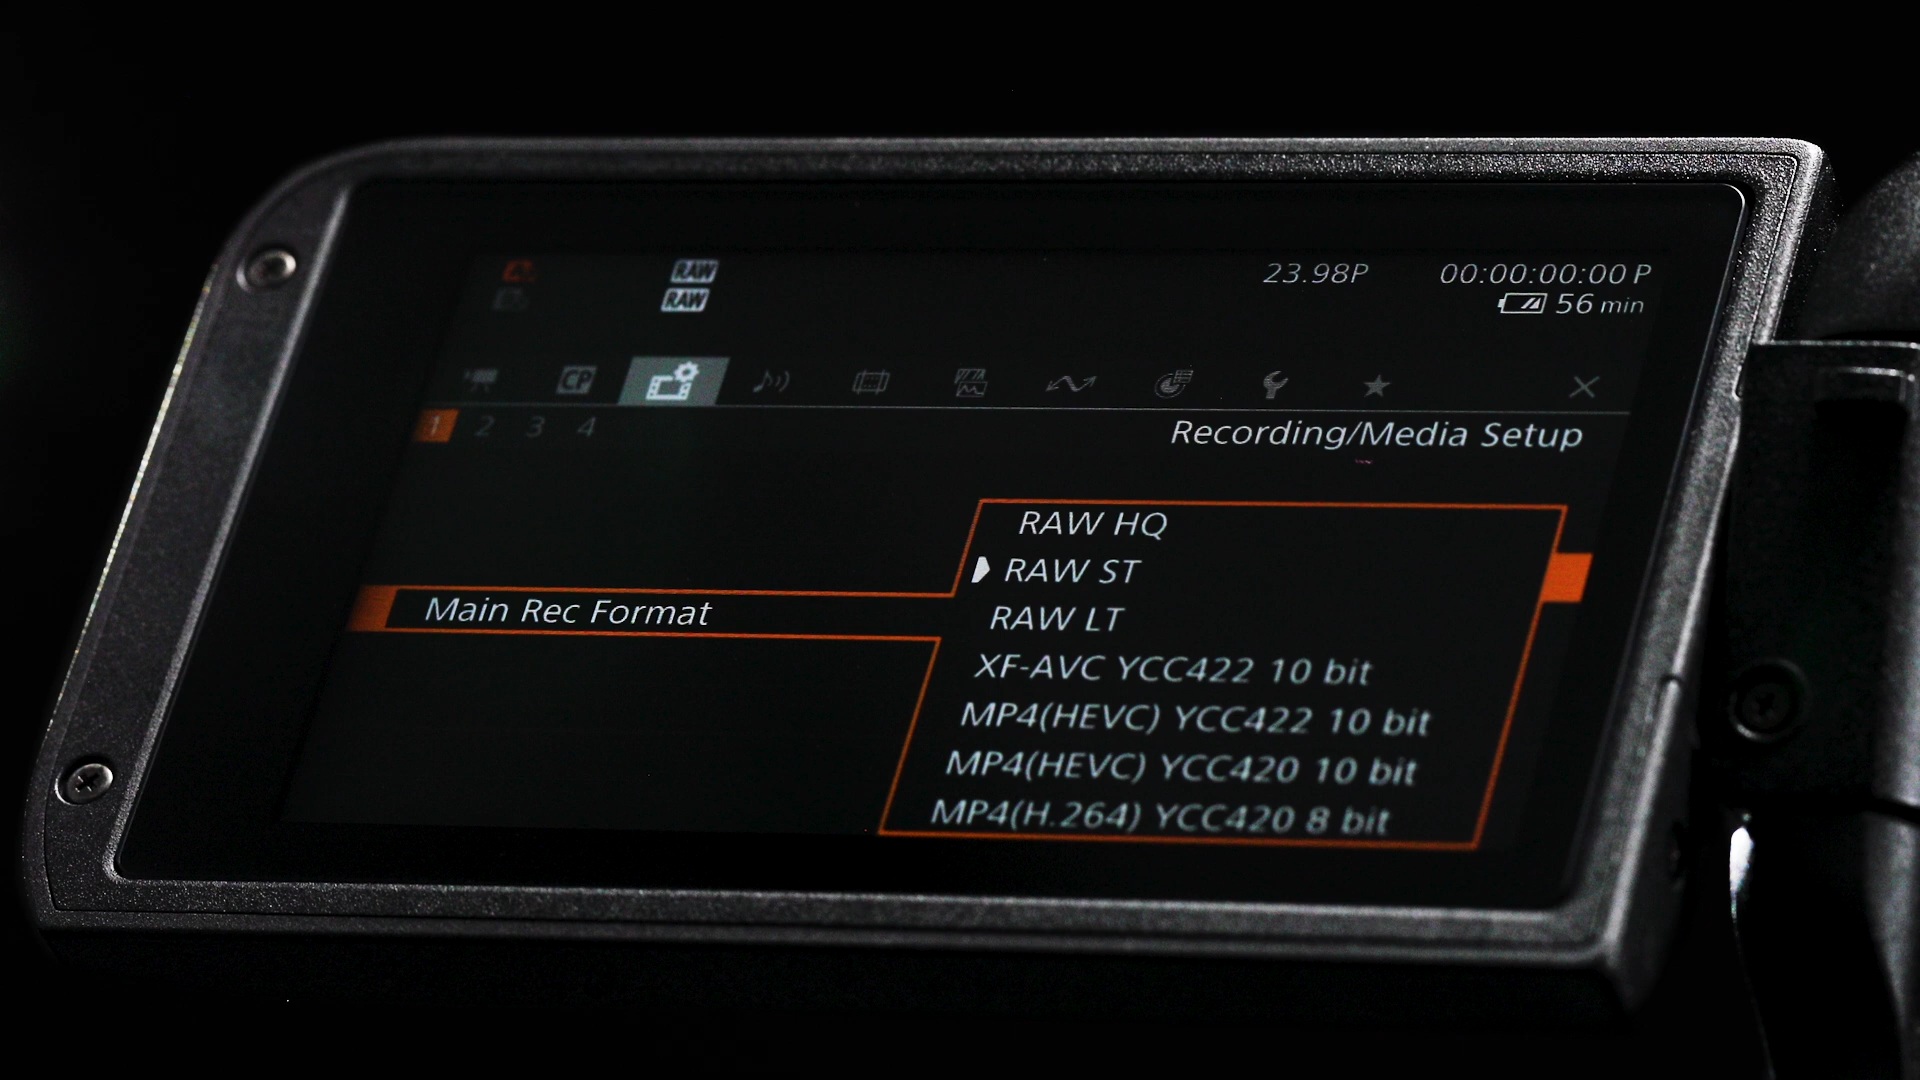 RAW
RAW
23.98P
00:00:00:00 P
56 min
CP
1 2 3 4
Recording/Media Setup
Main Rec Format
RAW HQ
RAW ST
RAW LT
XF-AVC YCC422 10 bit
MP4(HEVC) YCC422 10 bit
MP4(HEVC) YCC420 10 bit
MP4(H.264) YCC420 8 bit